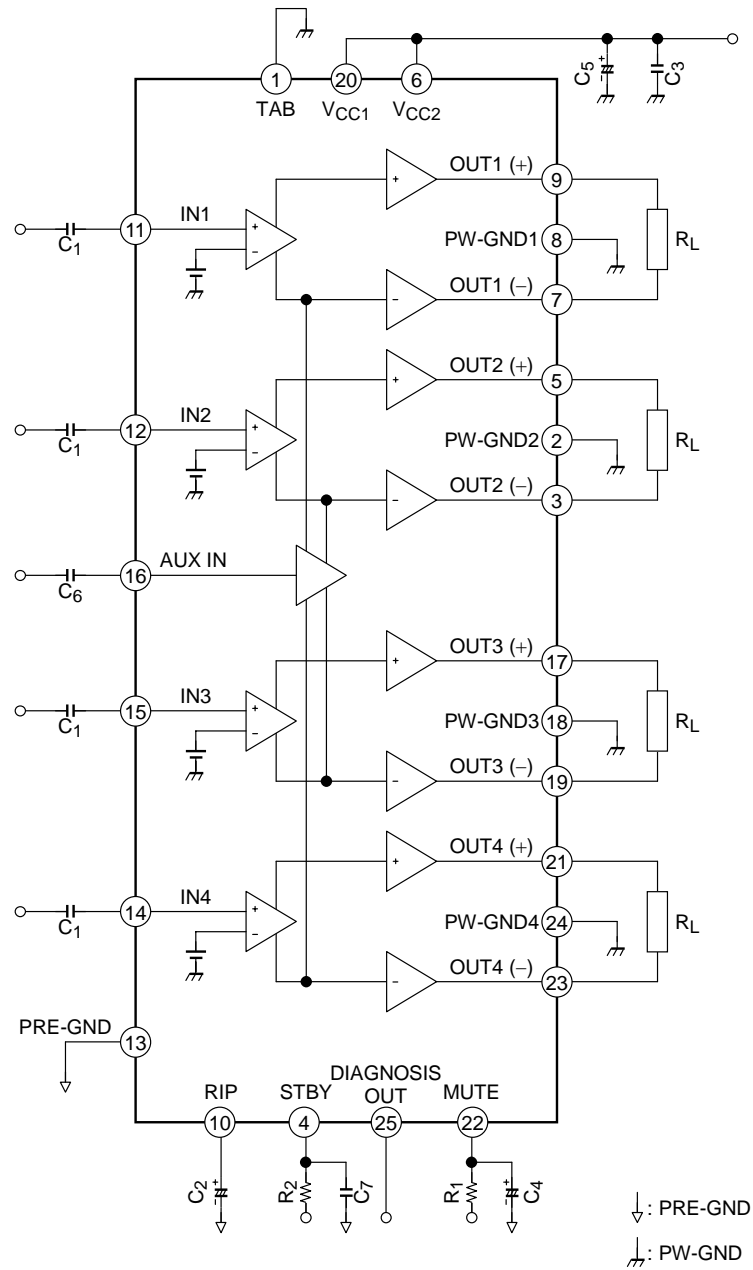 1
TAB
20
VCC1
6
VCC2
C5
- +
C3
OUT1 (+)
9
+
IN1
11
C1
+
−
PW-GND1
8
RL
OUT1 (−)
7
−
OUT2 (+)
5
+
IN2
12
C1
+
−
PW-GND2
2
RL
OUT2 (−)
3
−
AUX IN
16
C6
OUT3 (+)
17
+
IN3
15
C1
+
−
PW-GND3
18
RL
OUT3 (−)
19
−
OUT4 (+)
21
+
IN4
14
C1
+
−
PW-GND4
24
RL
OUT4 (−)
23
−
PRE-GND
13
RIP
10
STBY
4
DIAGNOSIS
OUT
25
MUTE
22
C2
- +
R2
C7
R1
C4
- +
: PRE-GND
: PW-GND